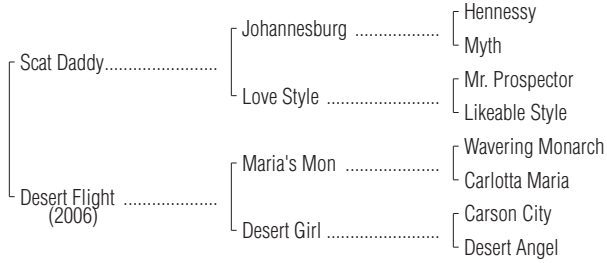 Hennessy
Johannesburg ..................
Myth
Scat Daddy........................
Mr. Prospector
Love Style ........................
Likeable Style
Wavering Monarch
Maria's Mon ....................
Carlotta Maria
Desert Flight ....................
(2006)
Carson City
Desert Girl ........................
Desert Angel